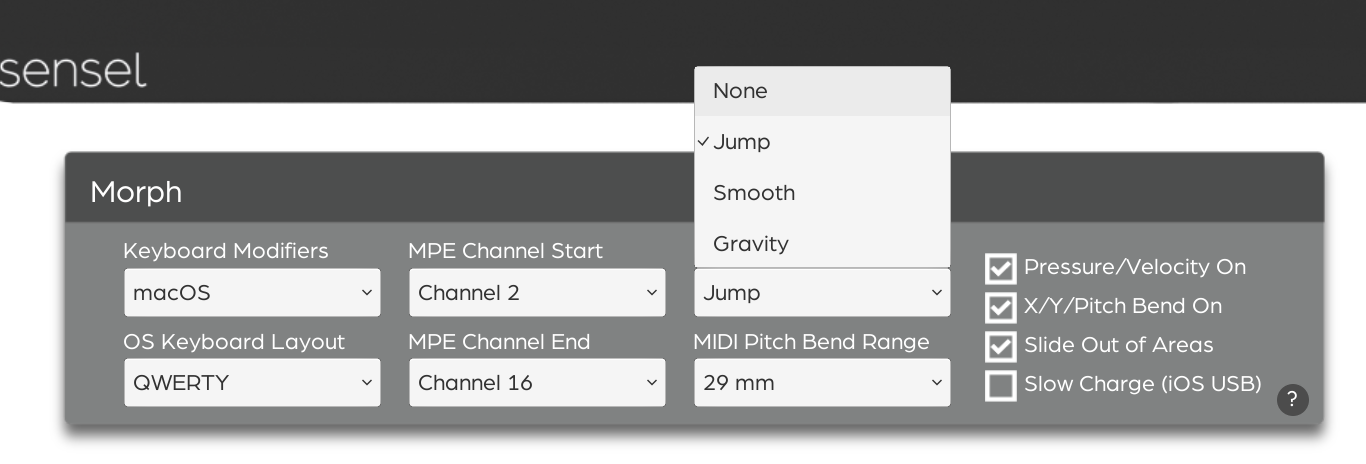 sensel
None
Jump
Smooth
Gravity
Morph
Keyboard Modifiers
macOS
MPE Channel Start
Channel 2
Jump
OS Keyboard Layout
QWERTY
MPE Channel End
Channel 16
MIDI Pitch Bend Range
29 mm
Pressure/Velocity On
X/Y/Pitch Bend On
Slide Out of Areas
Slow Charge (iOS USB)
?